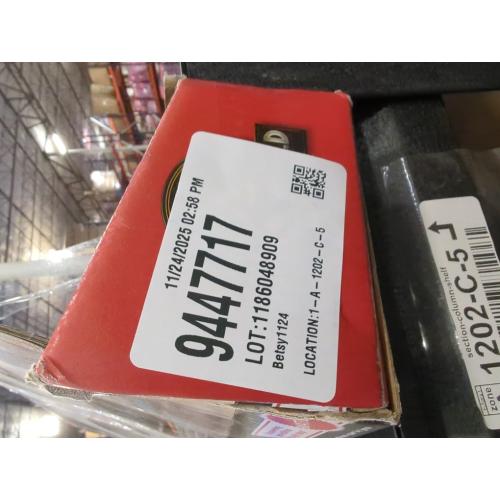 11/24/2025 02:58 PM
9447717
LOT:1186048909
Betsy1124
LOCATION:1-A-1202-C-5
section-column-shelf
1202-C-5
zone